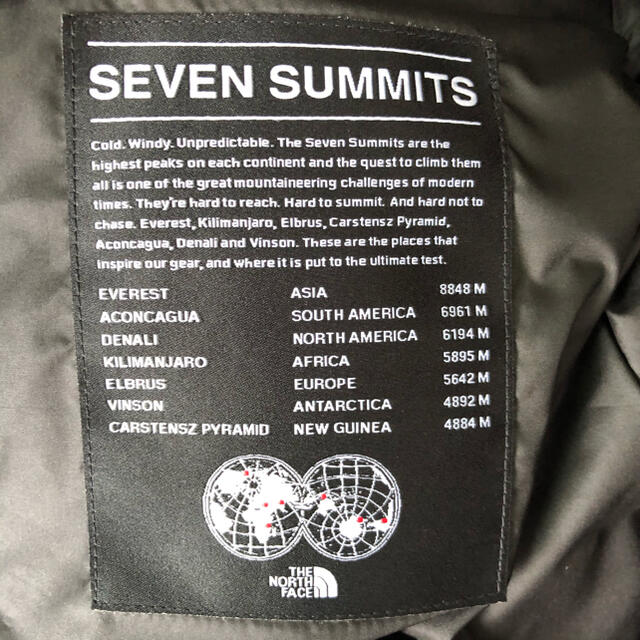 SEVEN SUMMITS
Cold. Windy. Unpredictable. The Seven Summits are the
highest peaks on each continent and the quest to climb them
all is one of the great mountaineering challenges of modern
times. They're hard to reach. Hard to summit. And hard not to
chase. Everest, Kilimanjaro, Elbrus, Carstensz Pyramid,
Aconcagua, Denali and Vinson. These are the places that
inspire our gear, and where it is put to the ultimate test.
EVEREST ASIA 8848 M
ACONCAGUA SOUTH AMERICA 6961 M
DENALI NORTH AMERICA 6194 M
KILIMANJARO AFRICA 5895 M
ELBRUS EUROPE 5642 M
VINSON ANTARCTICA 4892 M
CARSTENSZ PYRAMID NEW GUINEA 4884 M
THE
NORTH
FACE